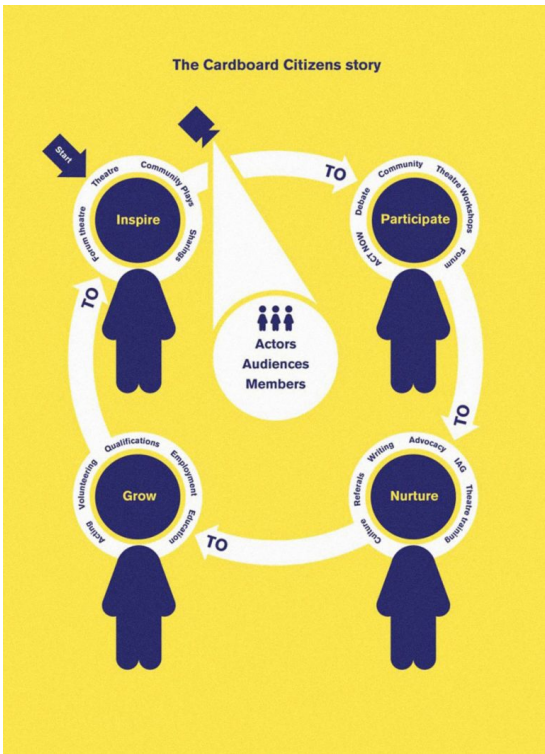 The Cardboard Citizens story
Start
Forum theatre
Theatre
Community Plays
Sharings
Inspire
TO
ACT NOW
Debate
Community
Theatre Workshops
Forum
Participate
Actors
Audiences
Members
TO
Culture
Referals
Writing
Advocacy
IAG
Theatre training
Nurture
TO
Acting
Volunteering
Qualifications
Employment
Education
Grow
TO